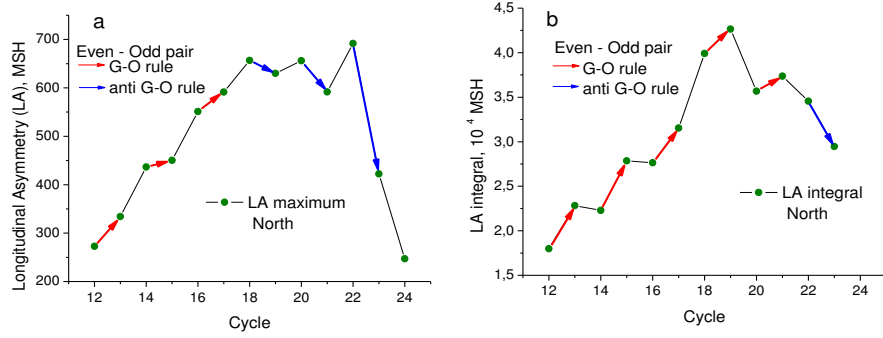 a
Longitudinal Asymmetry (LA), MSH
700
600
500
400
300
200
Even - Odd pair
G-O rule
anti G-O rule
LA maximum
North
12 14 16 18 20 22 24
Cycle
b
LA integral, 10⁴ MSH
4,5
4,0
3,5
3,0
2,5
2,0
1,5
Even - Odd pair
G-O rule
anti G-O rule
LA integral
North
12 14 16 18 20 22 24
Cycle